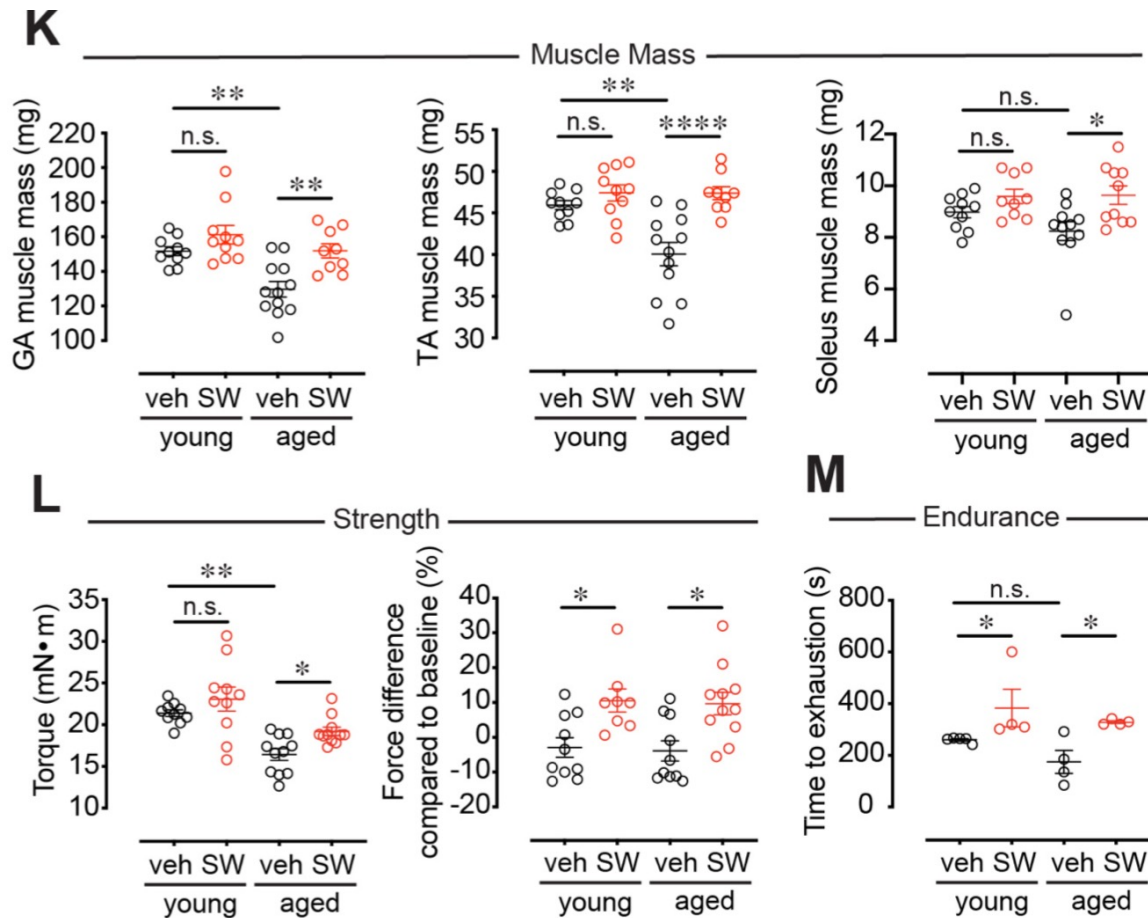 K
Muscle Mass
GA muscle mass (mg)
220
200
180
160
140
120
100
**
n.s.
**
veh SW veh SW
young aged
TA muscle mass (mg)
55
50
45
40
35
30
**
n.s.
****
veh SW veh SW
young aged
Soleus muscle mass (mg)
12
10
8
6
4
n.s.
n.s.
*
veh SW veh SW
young aged
L
Strength
Torque (mN•m)
35
30
25
20
15
10
**
n.s.
*
veh SW veh SW
young aged
Force difference
compared to baseline (%)
40
30
20
10
0
-10
-20
*
*
veh SW veh SW
young aged
M
Endurance
Time to exhaustion (s)
800
600
400
200
0
n.s.
*
*
veh SW veh SW
young aged